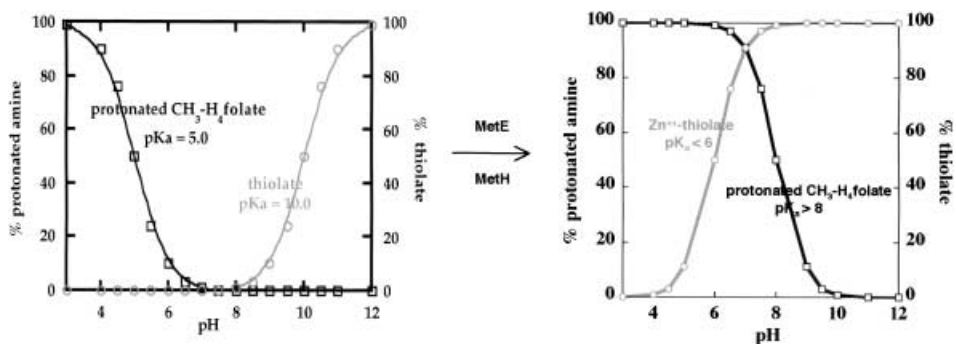 % protonated amine
100
80
60
40
20
0
protonated CH3-H4folate
pKa = 5.0
thiolate
pKa = 10.0
100
80
60
40
20
0
% thiolate
4
6
8
10
12
pH
MetE
MetH
% protonated amine
100
80
60
40
20
0
Zn++-thiolate
pKa < 6
protonated CH3-H4folate
pKa > 8
100
80
60
40
20
0
% thiolate
4
6
8
10
12
pH